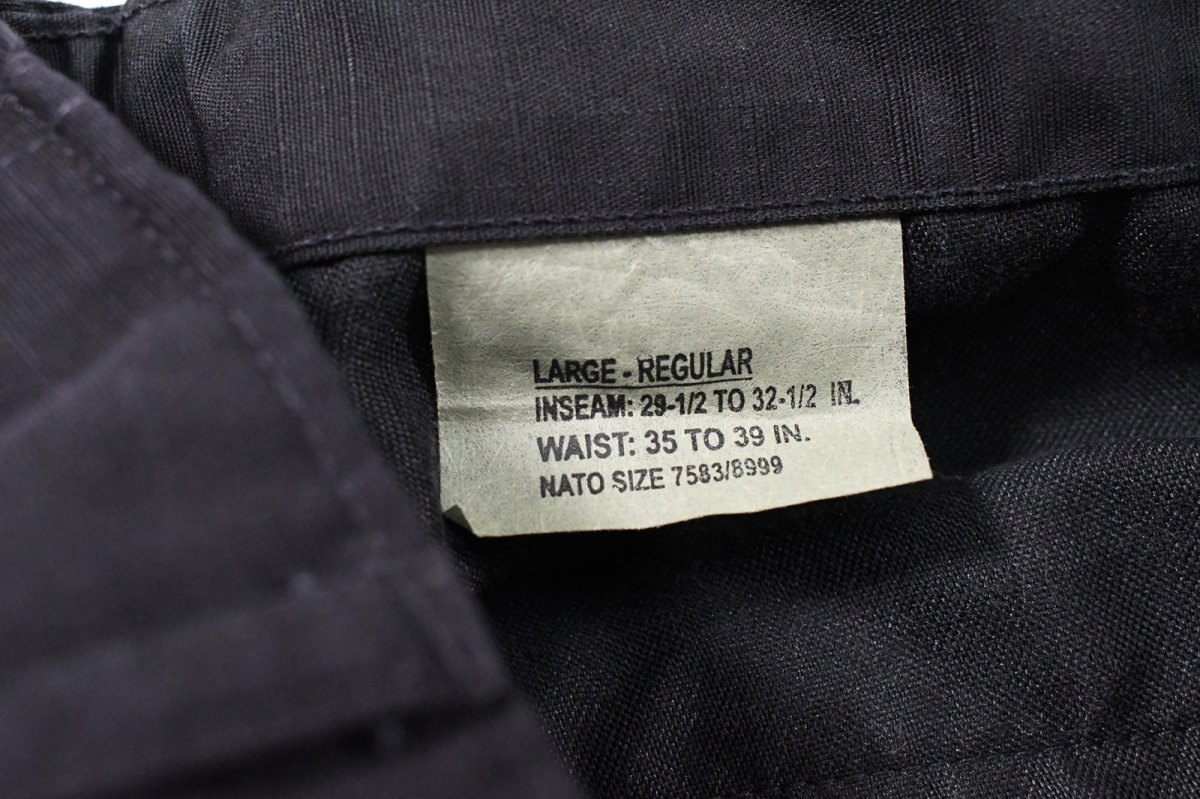 LARGE - REGULAR
INSEAM: 29-1/2 TO 32-1/2 IN.
WAIST: 35 TO 39 IN.
NATO SIZE 7583/8999